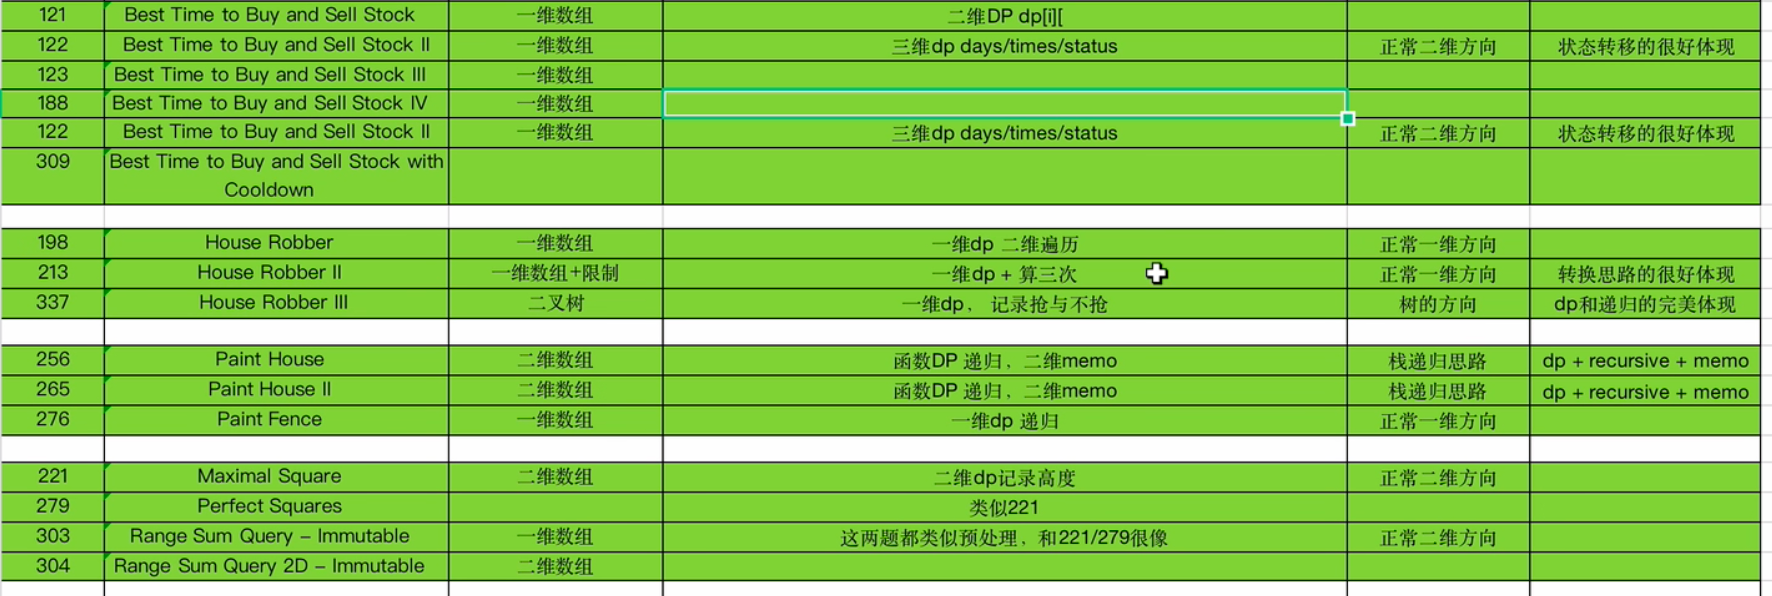 121 Best Time to Buy and Sell Stock 一维数组 二维DP dp[i][
122 Best Time to Buy and Sell Stock II 一维数组 三维dp days/times/status 正常二维方向 状态转移的很好体现
123 Best Time to Buy and Sell Stock III 一维数组
188 Best Time to Buy and Sell Stock IV 一维数组
122 Best Time to Buy and Sell Stock II 一维数组 三维dp days/times/status 正常二维方向 状态转移的很好体现
309 Best Time to Buy and Sell Stock with
Cooldown
198 House Robber 一维数组 一维dp 二维遍历 正常一维方向
213 House Robber II 一维数组+限制 一维dp + 算三次 正常一维方向 转换思路的很好体现
337 House Robber III 二叉树 一维dp， 记录抢与不抢 树的方向 dp和递归的完美体现
256 Paint House 二维数组 函数DP 递归，二维memo 栈递归思路 dp + recursive + memo
265 Paint House II 二维数组 函数DP 递归，二维memo 栈递归思路 dp + recursive + memo
276 Paint Fence 一维数组 一维dp 递归 正常一维方向
221 Maximal Square 二维数组 二维dp记录高度 正常二维方向
279 Perfect Squares 类似221
303 Range Sum Query – Immutable 一维数组 这两题都类似预处理，和221/279很像 正常二维方向
304 Range Sum Query 2D – Immutable 二维数组